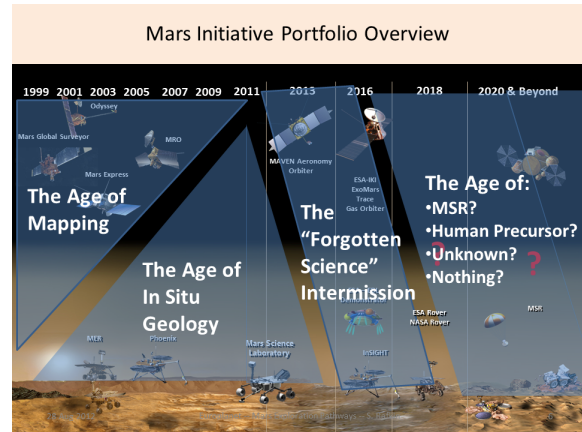 Mars Initiative Portfolio Overview
1999 2001 2003 2005 2007 2009 2011 2013 2016 2018 2020 & Beyond
Odyssey
Mars Global Surveyor
MRO
MAVEN Aeronomy
Orbiter
Mars Express
ESA-IKI
ExoMars
Trace
Gas Orbiter
The Age of
Mapping
The Age of
In Situ
Geology
The
"Forgotten
Science"
Intermission
The Age of:
•MSR?
•Human Precursor?
•Unknown?
•Nothing?
?
?
MER
Phoenix
Mars Science
Laboratory
InSIGHT
ESA Rover
NASA Rover
MSR